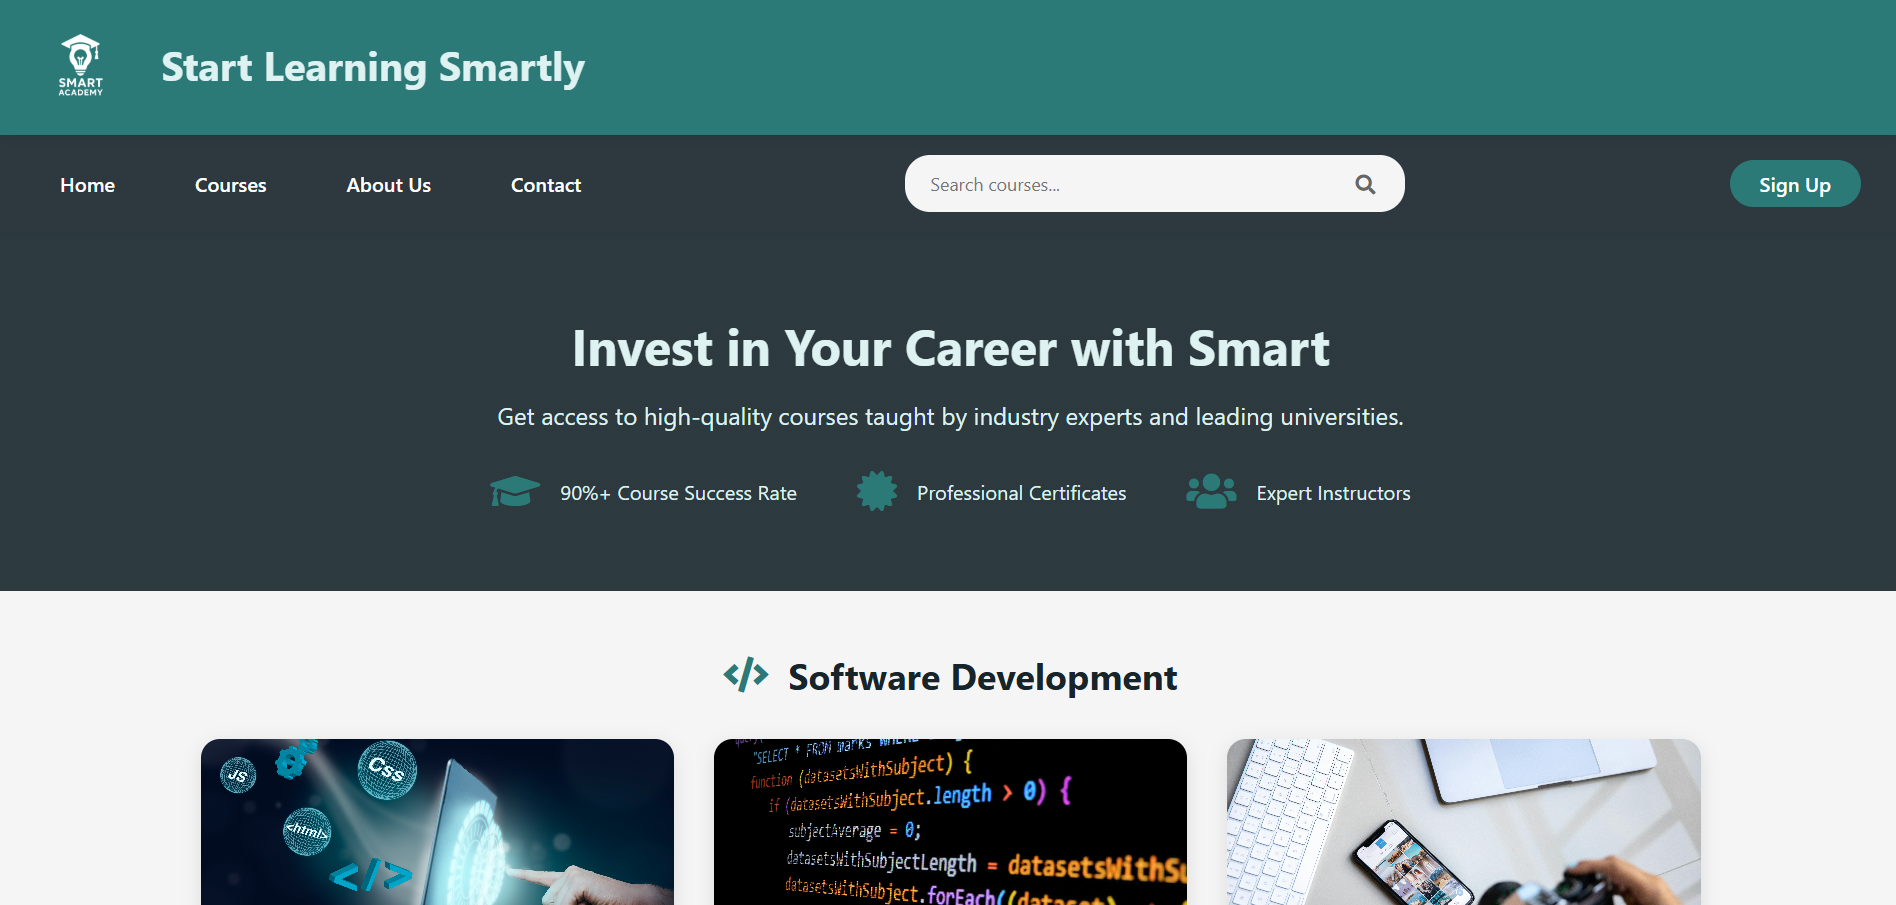 SMART
ACADEMY
Start Learning Smartly
Home
Courses
About Us
Contact
Search courses...
Sign Up
Invest in Your Career with Smart
Get access to high-quality courses taught by industry experts and leading universities.
90%+ Course Success Rate
Professional Certificates
Expert Instructors
</> Software Development
JS
Css
<html>
</>
"SELECT * FROM marks WHERE
function (datasetsWithSubject) {
if (datasetsWithSubject.length > 0) {
subjectAverage = 0;
datasetsWithSubjectLength = datasetsWithSu
datasetsWithSubject.forEach((dataset)